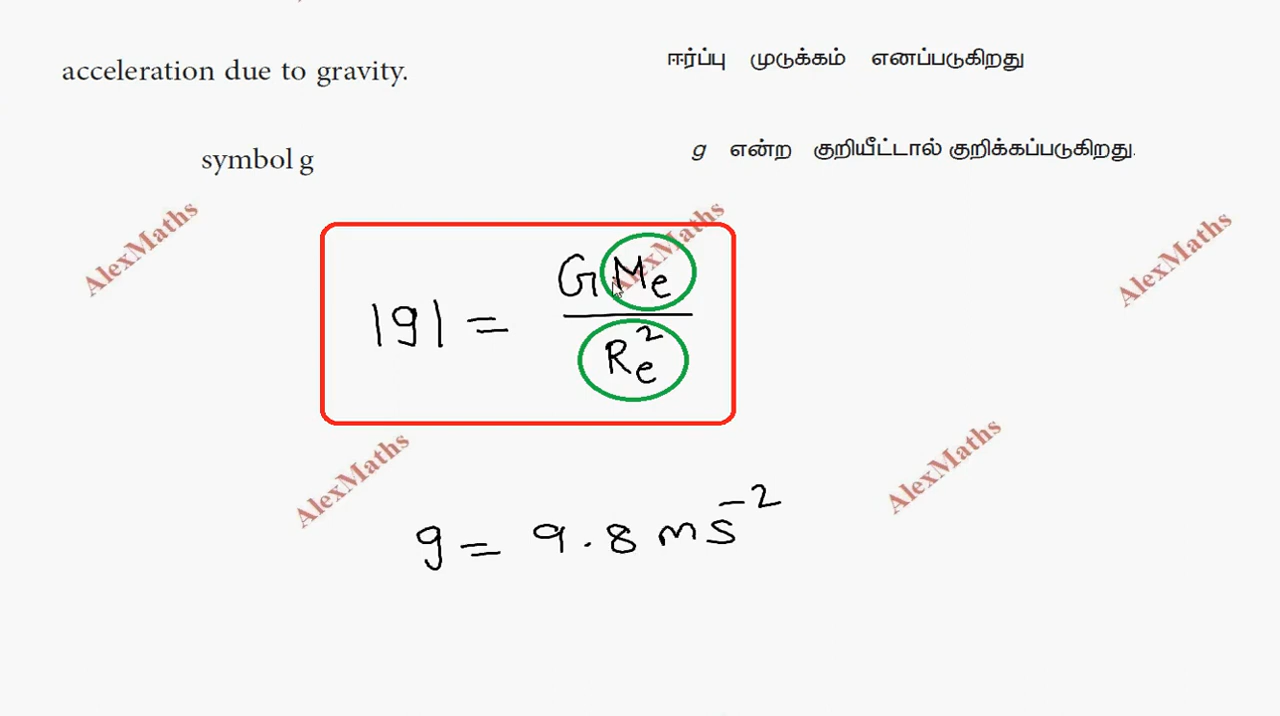 acceleration due to gravity.
ஈர்ப்பு முடுக்கம் எனப்படுகிறது
symbol g
g என்ற குறியீட்டால் குறிக்கப்படுகிறது.
AlexMaths
AlexMaths
AlexMaths
|g| = GMe / Re²
AlexMaths
AlexMaths
g = 9.8 ms⁻²